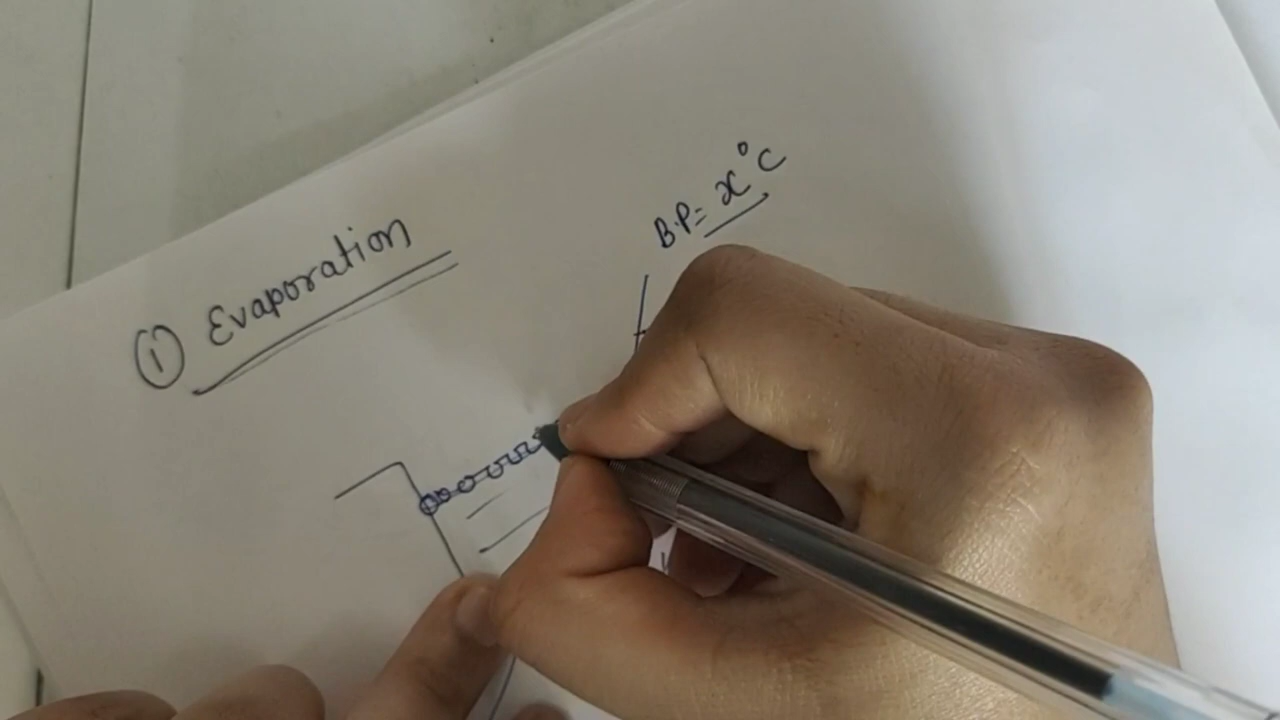 ① Evaporation
B.P= x°C